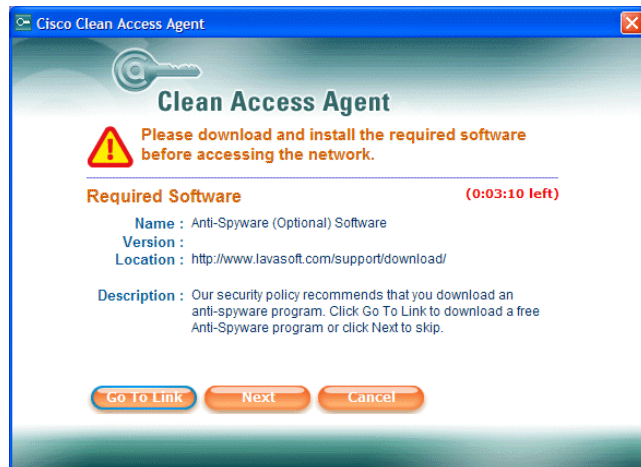 Cisco Clean Access Agent
Clean Access Agent
Please download and install the required software
before accessing the network.
Required Software
(0:03:10 left)
Name : Anti-Spyware (Optional) Software
Version :
Location : http://www.lavasoft.com/support/download/
Description : Our security policy recommends that you download an
anti-spyware program. Click Go To Link to download a free
Anti-Spyware program or click Next to skip.
Go To Link
Next
Cancel